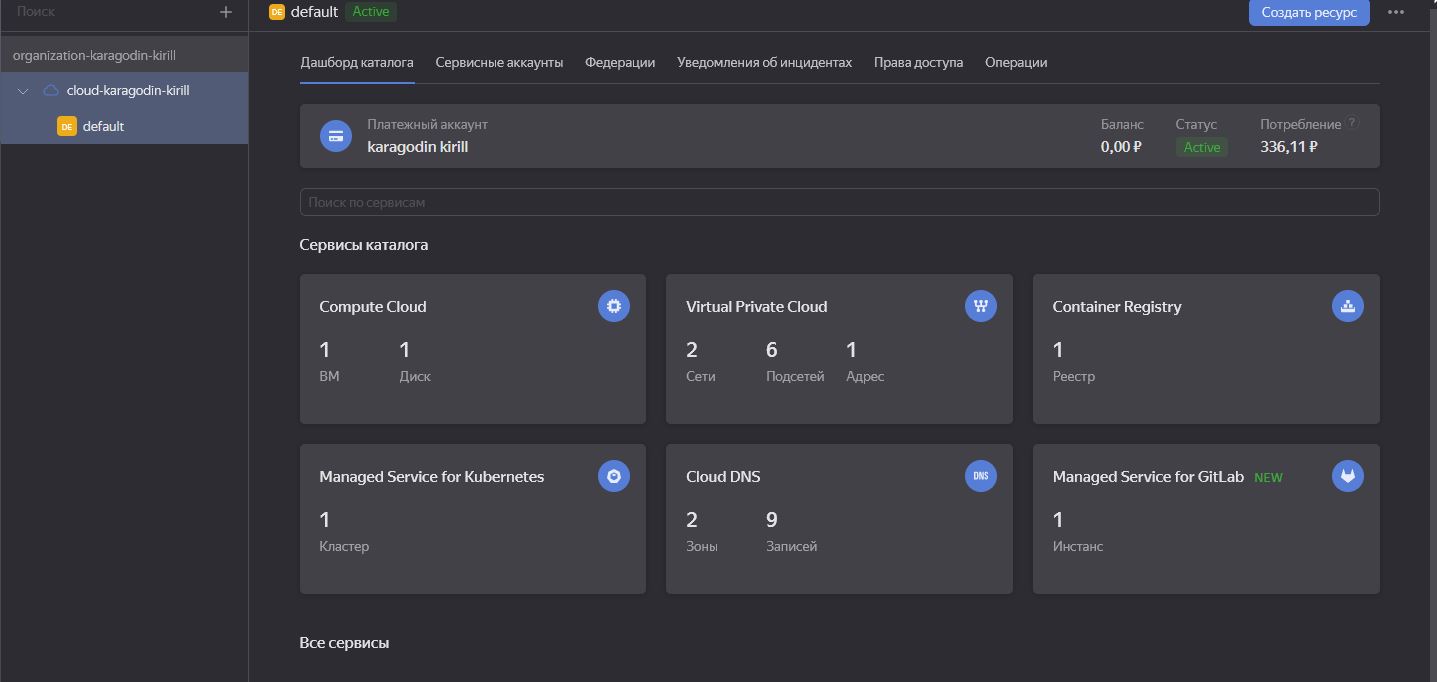 Поиск
default Active
Создать ресурс
organization-karagodin-kirill
cloud-karagodin-kirill
DE default
Дашборд каталога Сервисные аккаунты Федерации Уведомления об инцидентах Права доступа Операции
Платежный аккаунт
karagodin kirill
Баланс Статус Потребление ?
0,00 ₽ Active 336,11 ₽
Поиск по сервисам
Сервисы каталога
Compute Cloud
1 1
ВМ Диск
Virtual Private Cloud
2 6 1
Сети Подсетей Адрес
Container Registry
1
Реестр
Managed Service for Kubernetes
1
Кластер
Cloud DNS
DNS
2 9
Зоны Записей
Managed Service for GitLab NEW
1
Инстанс
Все сервисы